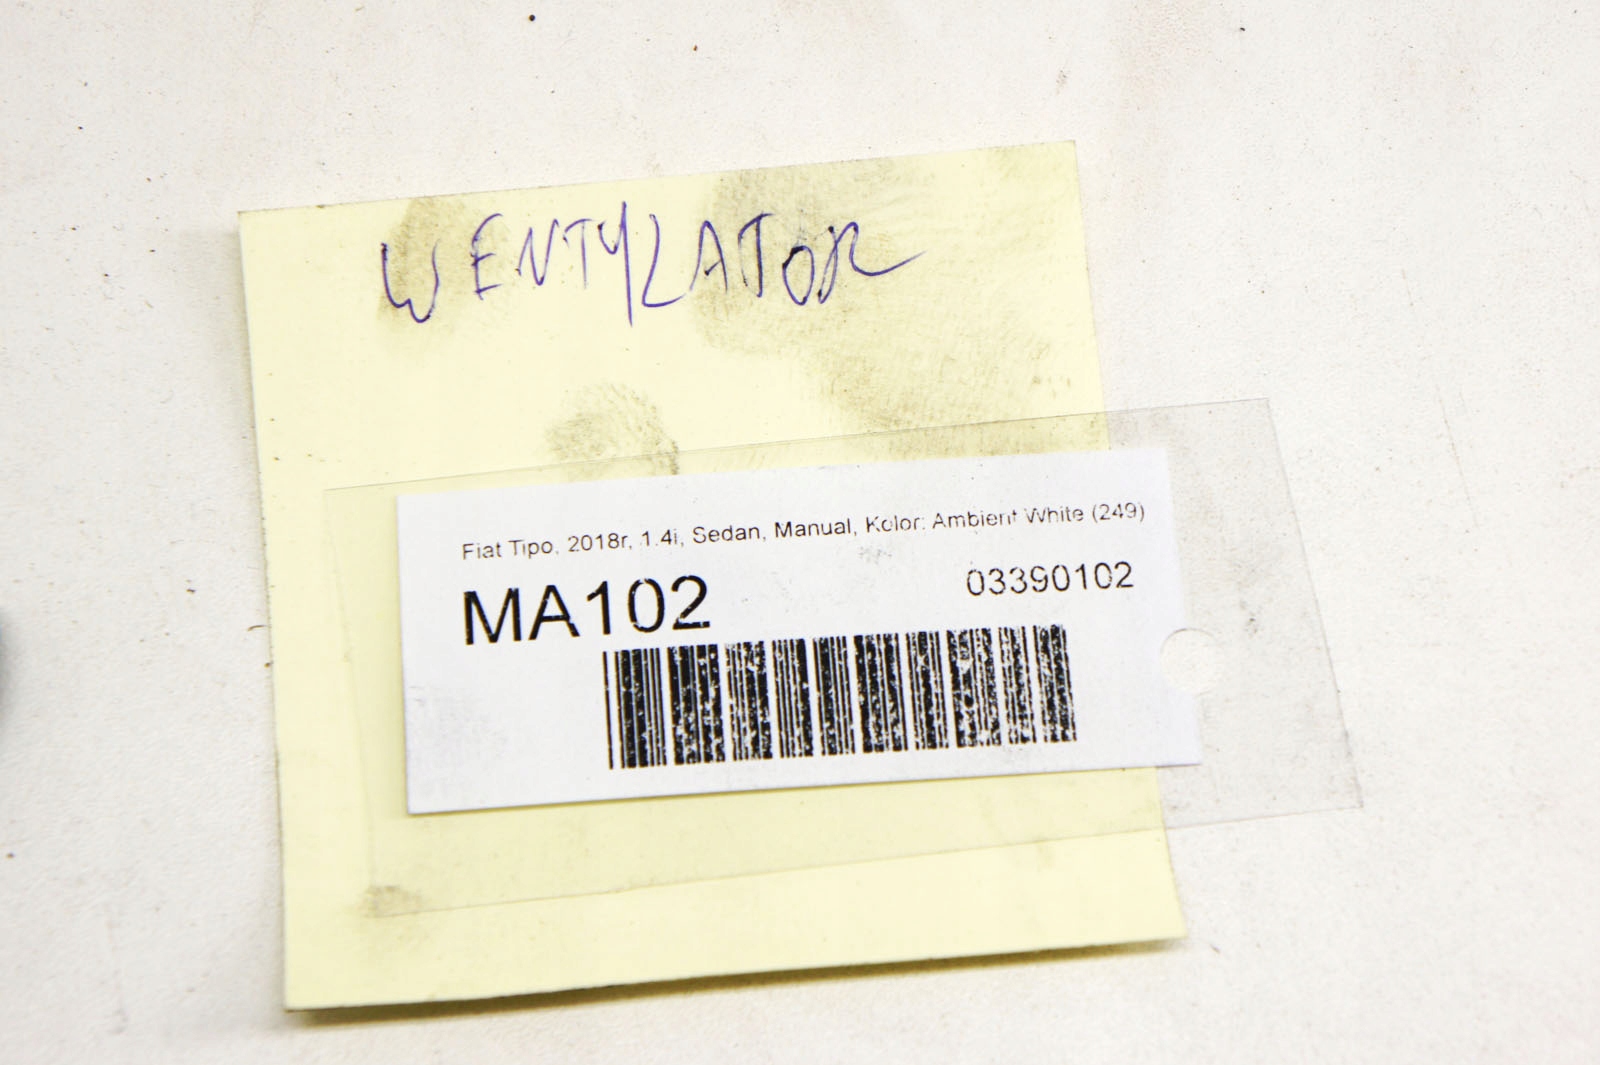 WENTYLATOR
Fiat Tipo, 2018r, 1.4i, Sedan, Manual, Kolor: Ambient White (249)
MA102
03390102